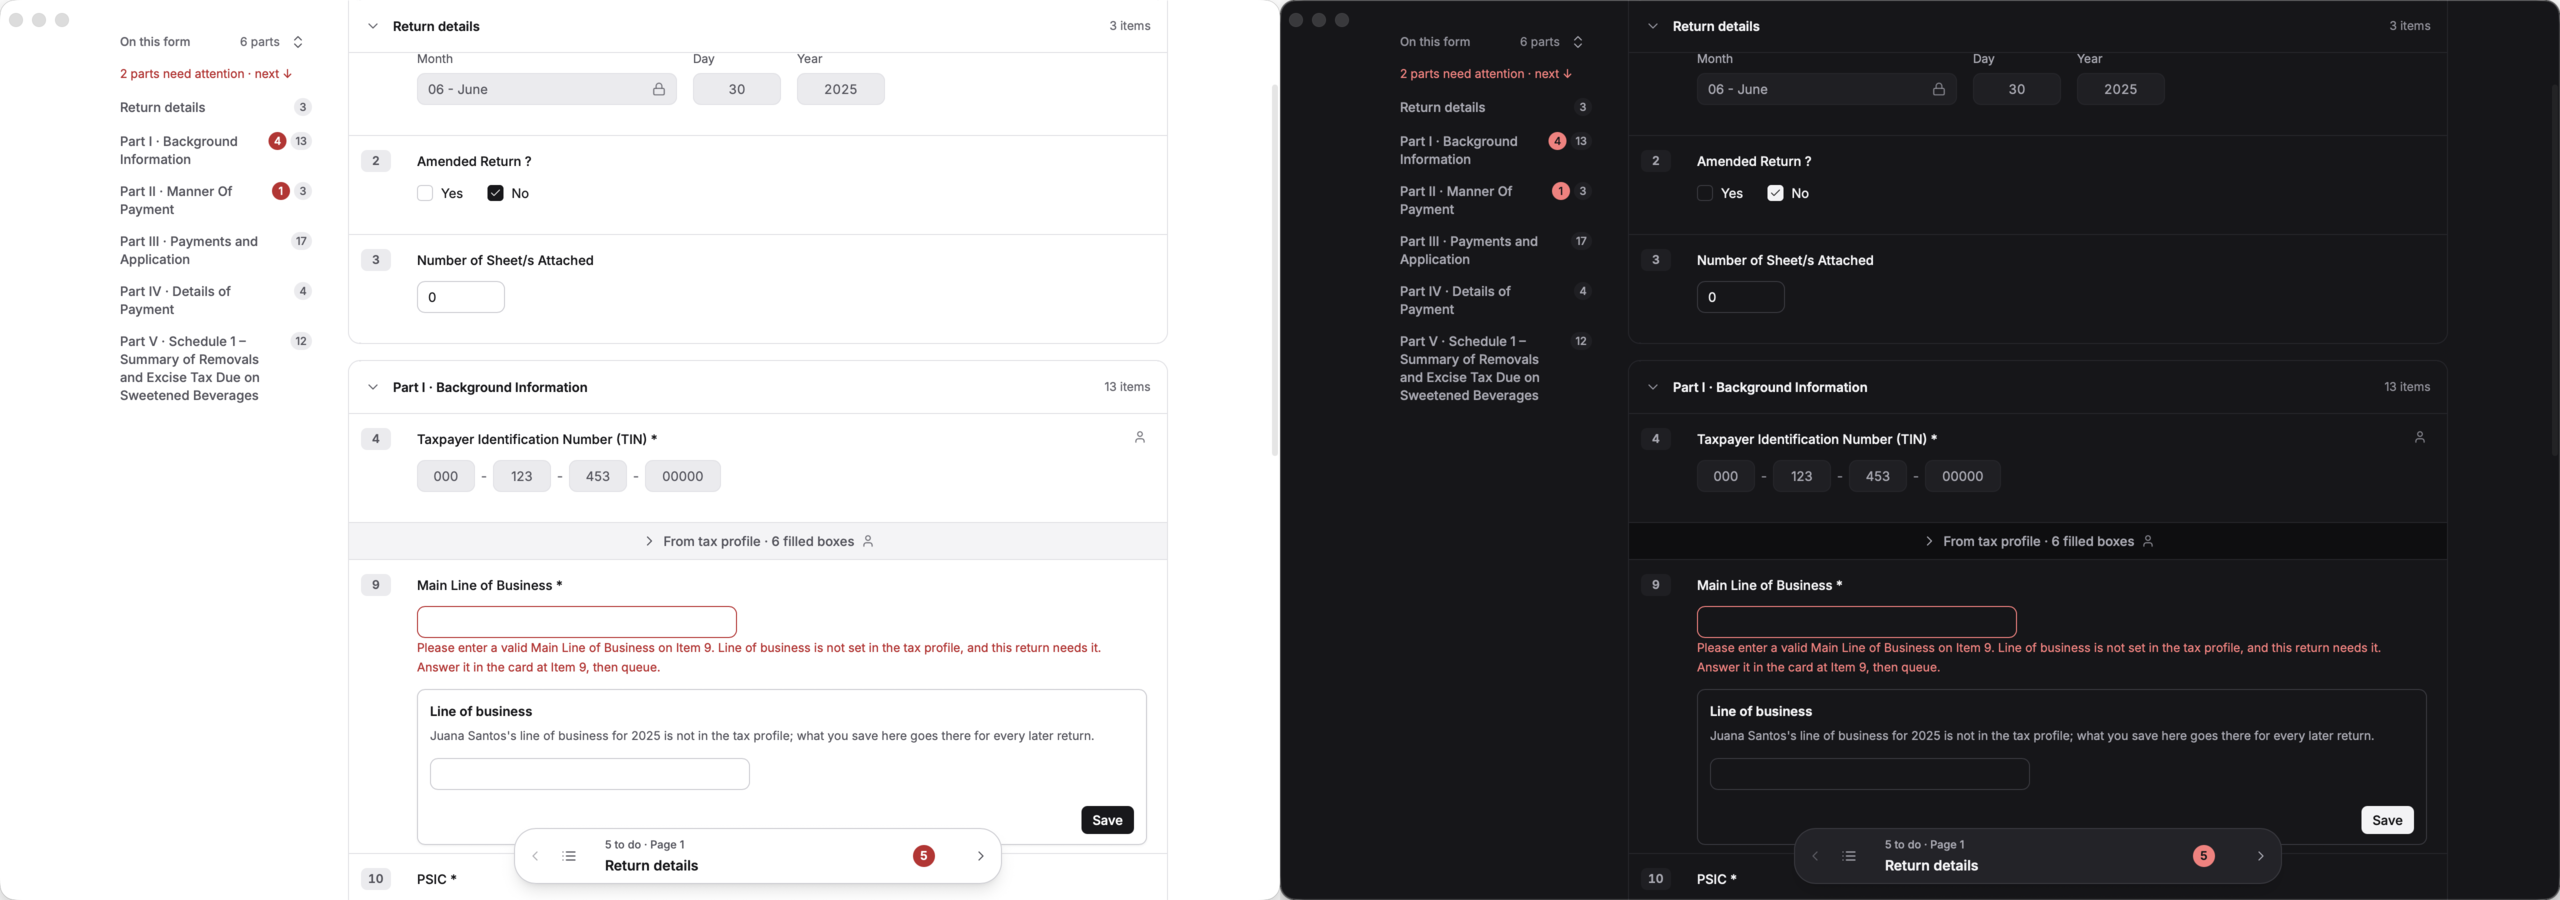 On this form 6 parts
2 parts need attention · next ↓
Return details 3
Part I · Background 4 13
Information
Part II · Manner Of 1 3
Payment
Part III · Payments and 17
Application
Part IV · Details of 4
Payment
Part V · Schedule 1 – 12
Summary of Removals
and Excise Tax Due on
Sweetened Beverages
Return details 3 items
Month Day Year
06 - June 30 2025
2 Amended Return ?
Yes No
3 Number of Sheet/s Attached
0
Part I · Background Information 13 items
4 Taxpayer Identification Number (TIN) *
000 - 123 - 453 - 00000
From tax profile · 6 filled boxes
9 Main Line of Business *
Please enter a valid Main Line of Business on Item 9. Line of business is not set in the tax profile, and this return needs it.
Answer it in the card at Item 9, then queue.
Line of business
Juana Santos's line of business for 2025 is not in the tax profile; what you save here goes there for every later return.
Save
5 to do · Page 1
Return details 5
10 PSIC *
On this form 6 parts
2 parts need attention · next ↓
Return details 3
Part I · Background 4 13
Information
Part II · Manner Of 1 3
Payment
Part III · Payments and 17
Application
Part IV · Details of 4
Payment
Part V · Schedule 1 – 12
Summary of Removals
and Excise Tax Due on
Sweetened Beverages
Return details 3 items
Month Day Year
06 - June 30 2025
2 Amended Return ?
Yes No
3 Number of Sheet/s Attached
0
Part I · Background Information 13 items
4 Taxpayer Identification Number (TIN) *
000 - 123 - 453 - 00000
From tax profile · 6 filled boxes
9 Main Line of Business *
Please enter a valid Main Line of Business on Item 9. Line of business is not set in the tax profile, and this return needs it.
Answer it in the card at Item 9, then queue.
Line of business
Juana Santos's line of business for 2025 is not in the tax profile; what you save here goes there for every later return.
Save
5 to do · Page 1
Return details 5
10 PSIC *